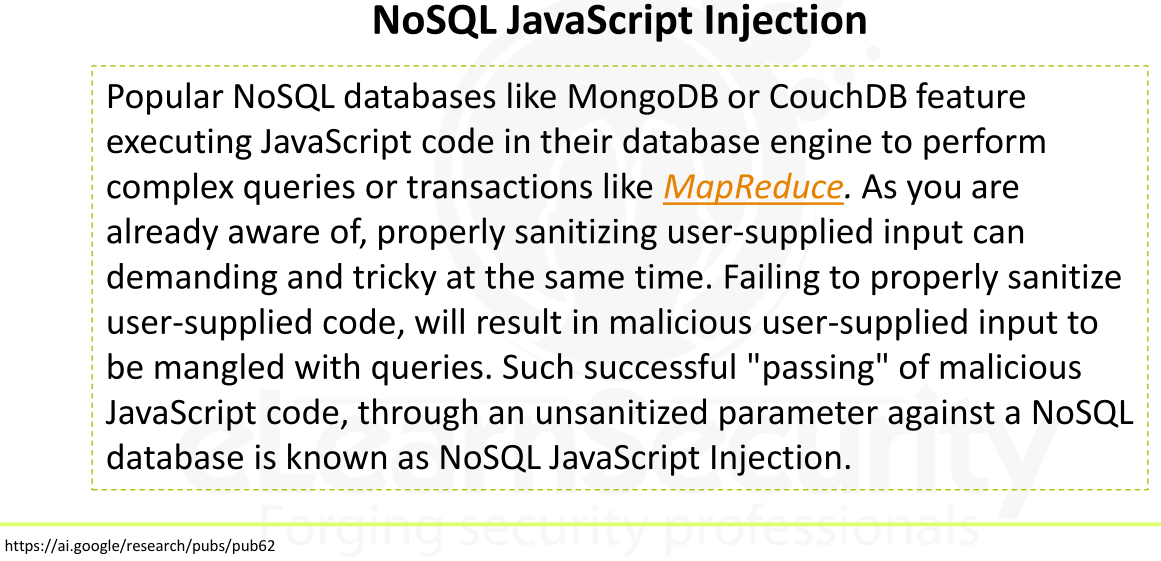 NoSQL JavaScript Injection
Popular NoSQL databases like MongoDB or CouchDB feature
executing JavaScript code in their database engine to perform
complex queries or transactions like MapReduce. As you are
already aware of, properly sanitizing user-supplied input can
demanding and tricky at the same time. Failing to properly sanitize
user-supplied code, will result in malicious user-supplied input to
be mangled with queries. Such successful "passing" of malicious
JavaScript code, through an unsanitized parameter against a NoSQL
database is known as NoSQL JavaScript Injection.
eLearnSecurity
Forging security professionals
https://ai.google/research/pubs/pub62